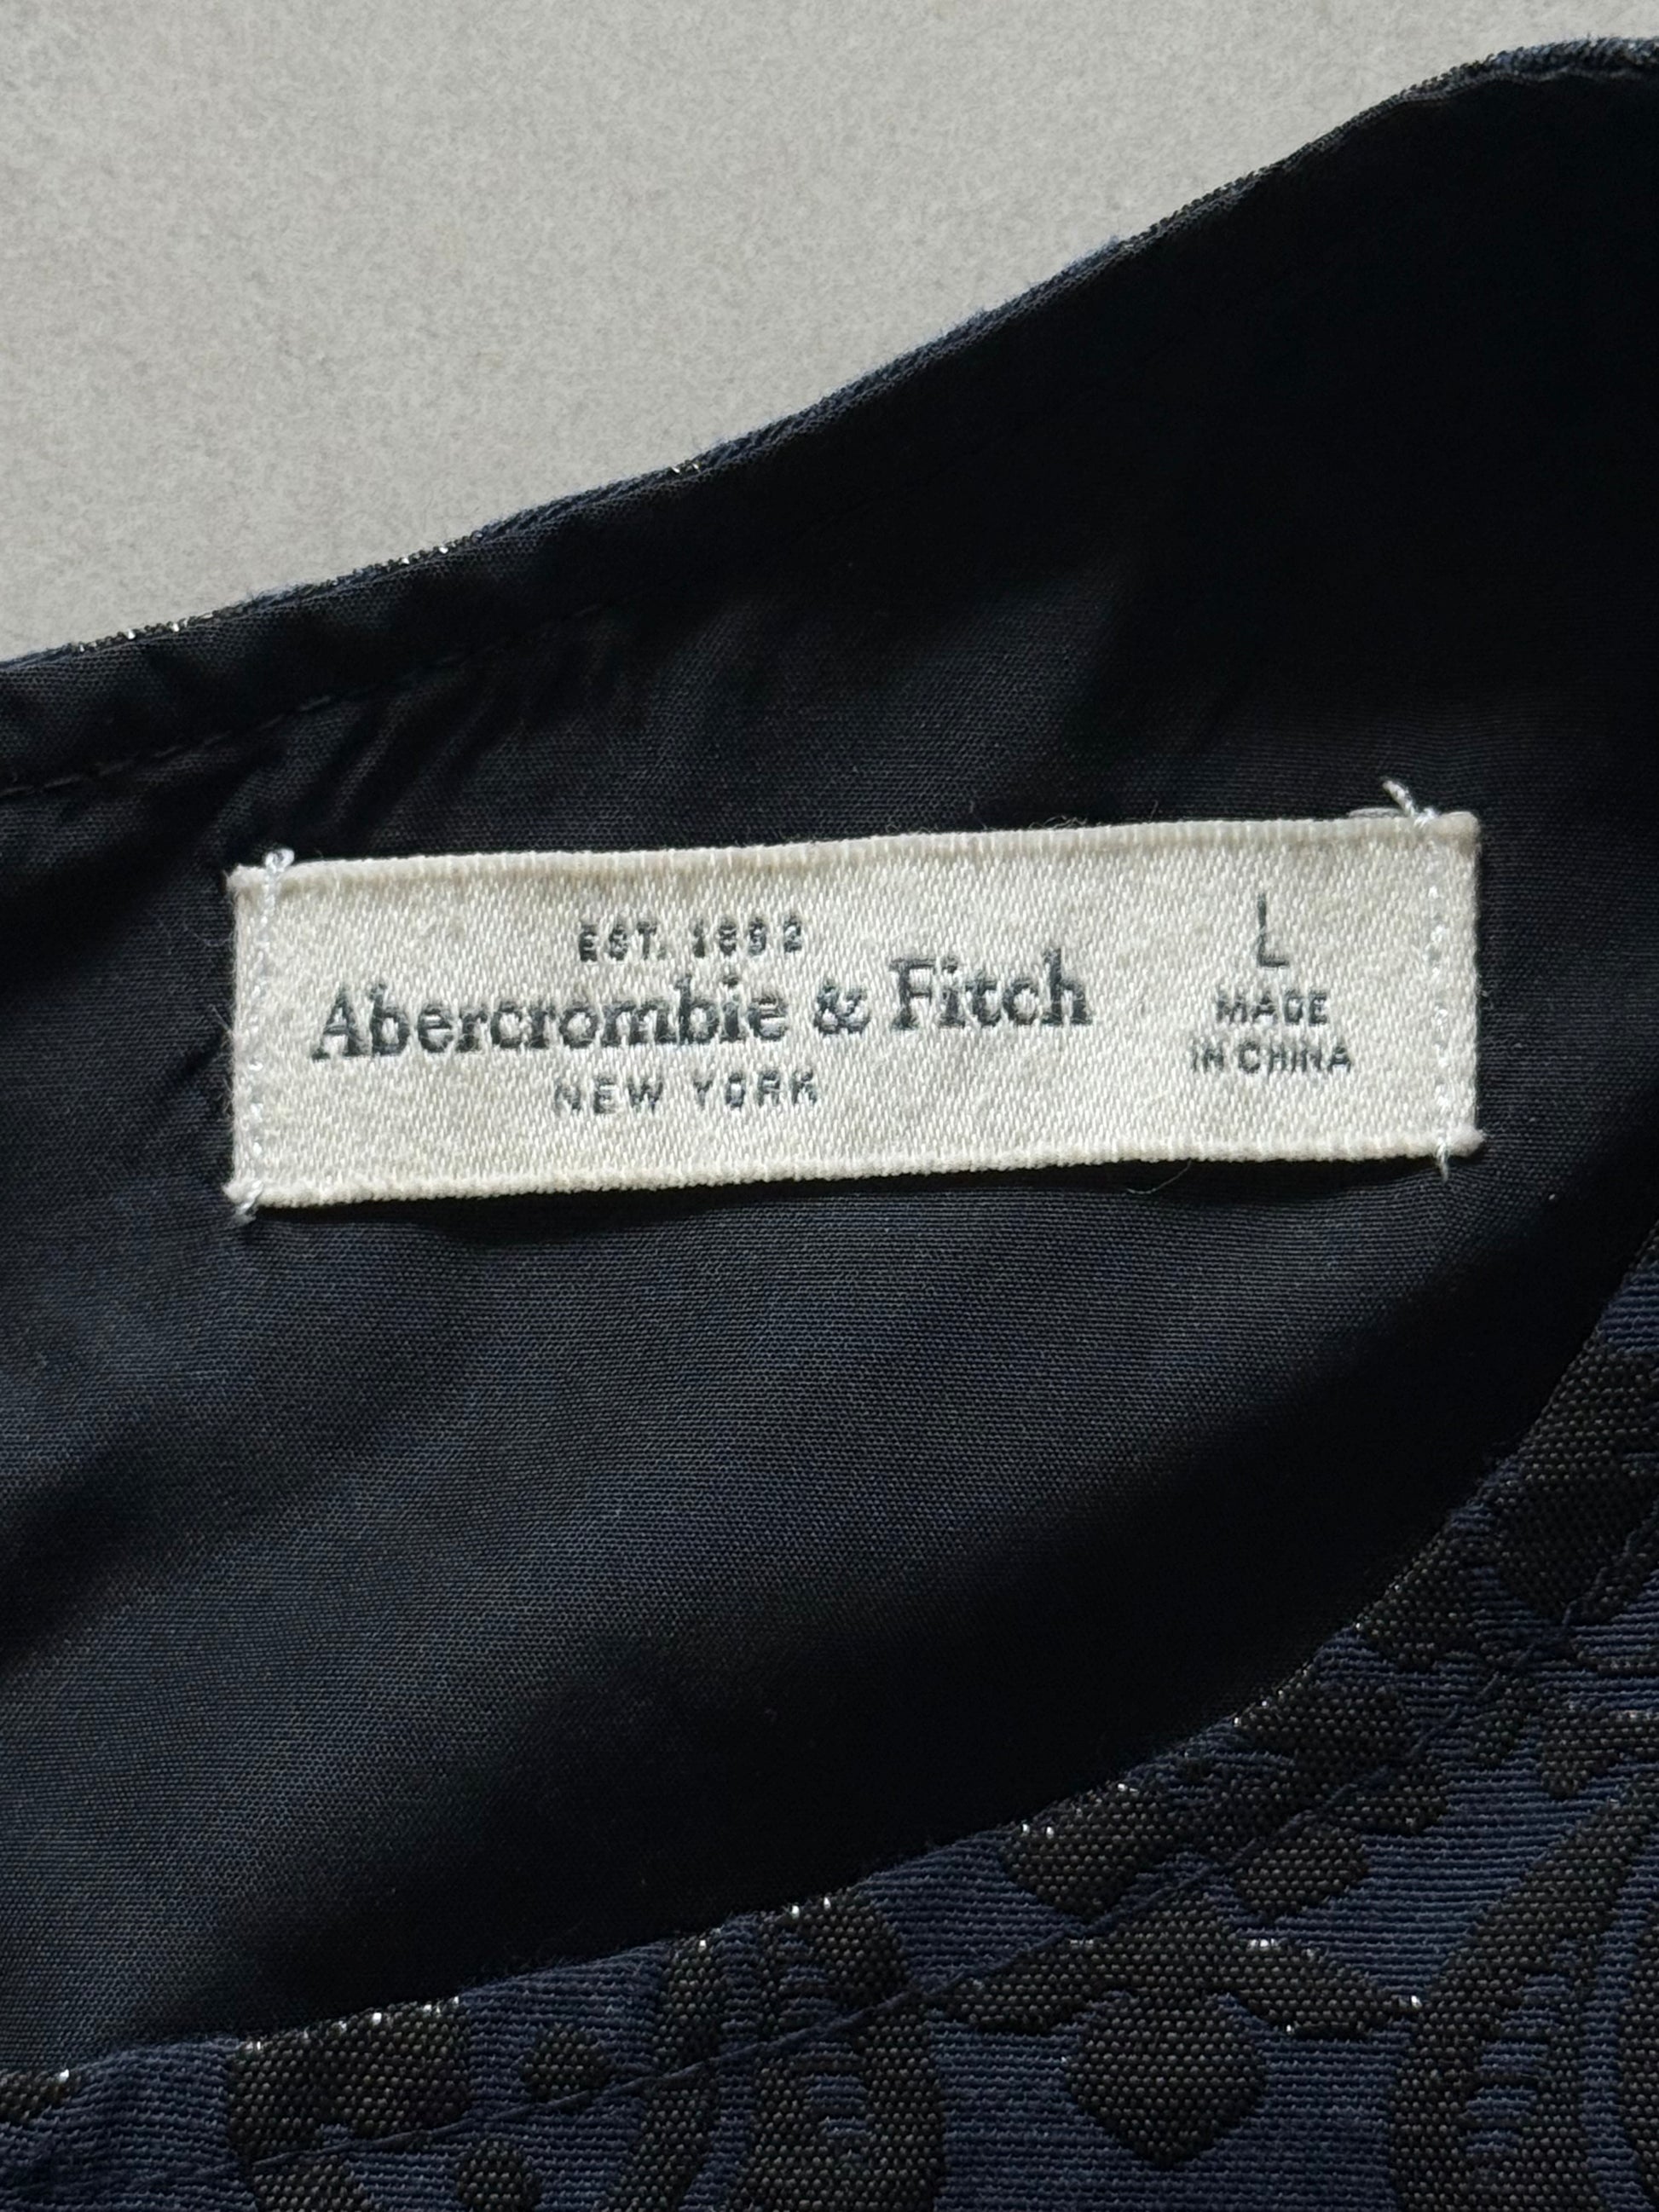 EST. 1892
Abercrombie & Fitch
NEW YORK
L
MADE
IN CHINA